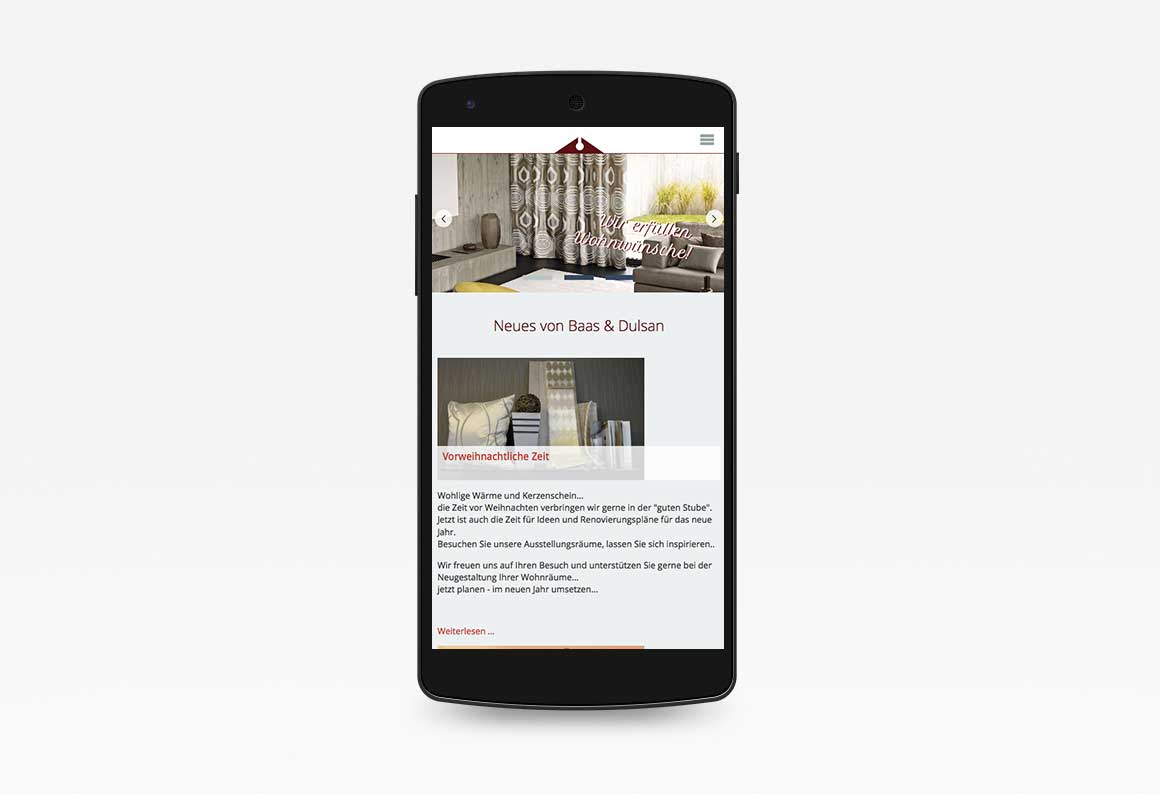 Wir erfüllen
Wohnwünsche!
Neues von Baas & Dulsan
Vorweihnachtliche Zeit
Wohlige Wärme und Kerzenschein...
die Zeit vor Weihnachten verbringen wir gerne in der "guten Stube".
Jetzt ist auch die Zeit für Ideen und Renovierungspläne für das neue
Jahr.
Besuchen Sie unsere Ausstellungsräume, lassen Sie sich inspirieren..
Wir freuen uns auf Ihren Besuch und unterstützen Sie gerne bei der
Neugestaltung Ihrer Wohnräume...
jetzt planen - im neuen Jahr umsetzen...
Weiterlesen ...